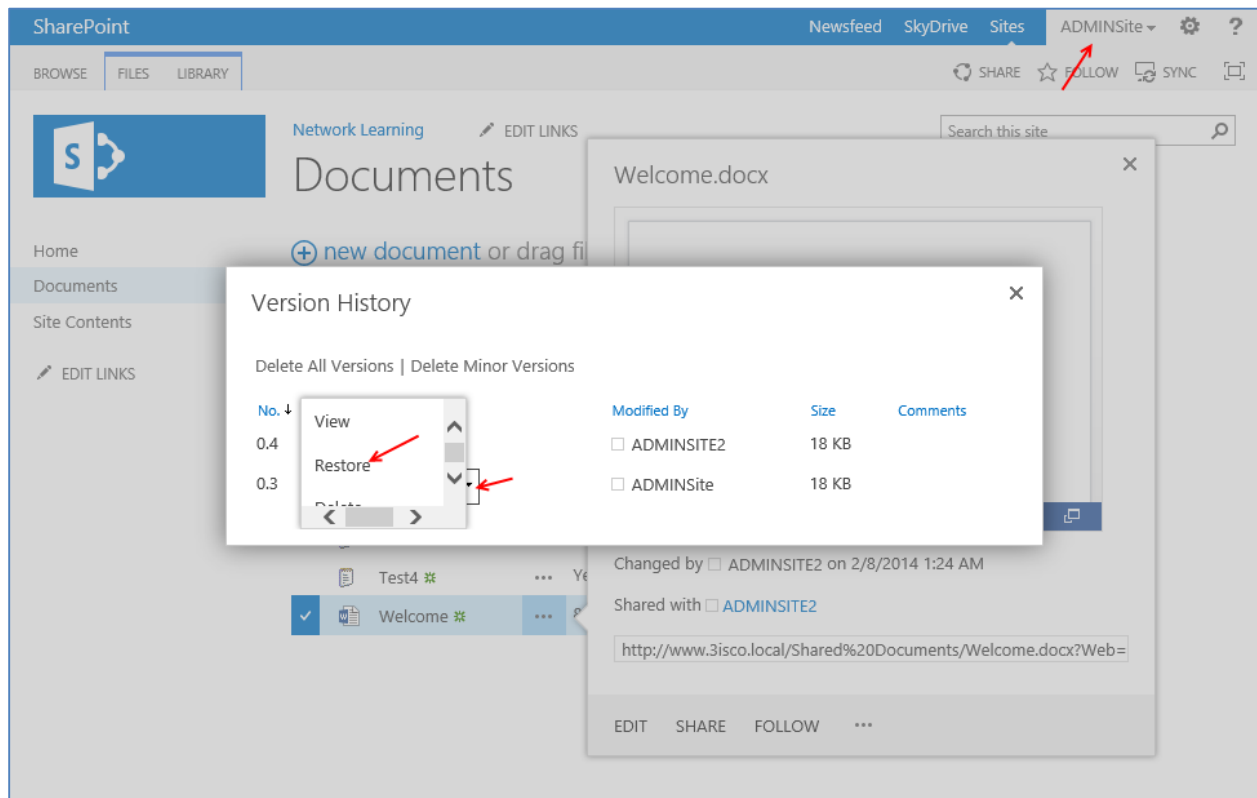 SharePoint Newsfeed SkyDrive Sites ADMINSite ?
BROWSE FILES LIBRARY SHARE FOLLOW SYNC
Network Learning EDIT LINKS Search this site
S
Documents
Welcome.docx
Home
new document or drag fi
Documents
Site Contents
EDIT LINKS
Version History
Delete All Versions | Delete Minor Versions
No. Modified By Size Comments
View
0.4 ADMINSITE2 18 KB
Restore
0.3 ADMINSite 18 KB
Delete
Changed by ADMINSITE2 on 2/8/2014 1:24 AM
Test4 ... Ye
Shared with ADMINSITE2
Welcome ...
http://www.3isco.local/Shared%20Documents/Welcome.docx?Web=
EDIT SHARE FOLLOW ...